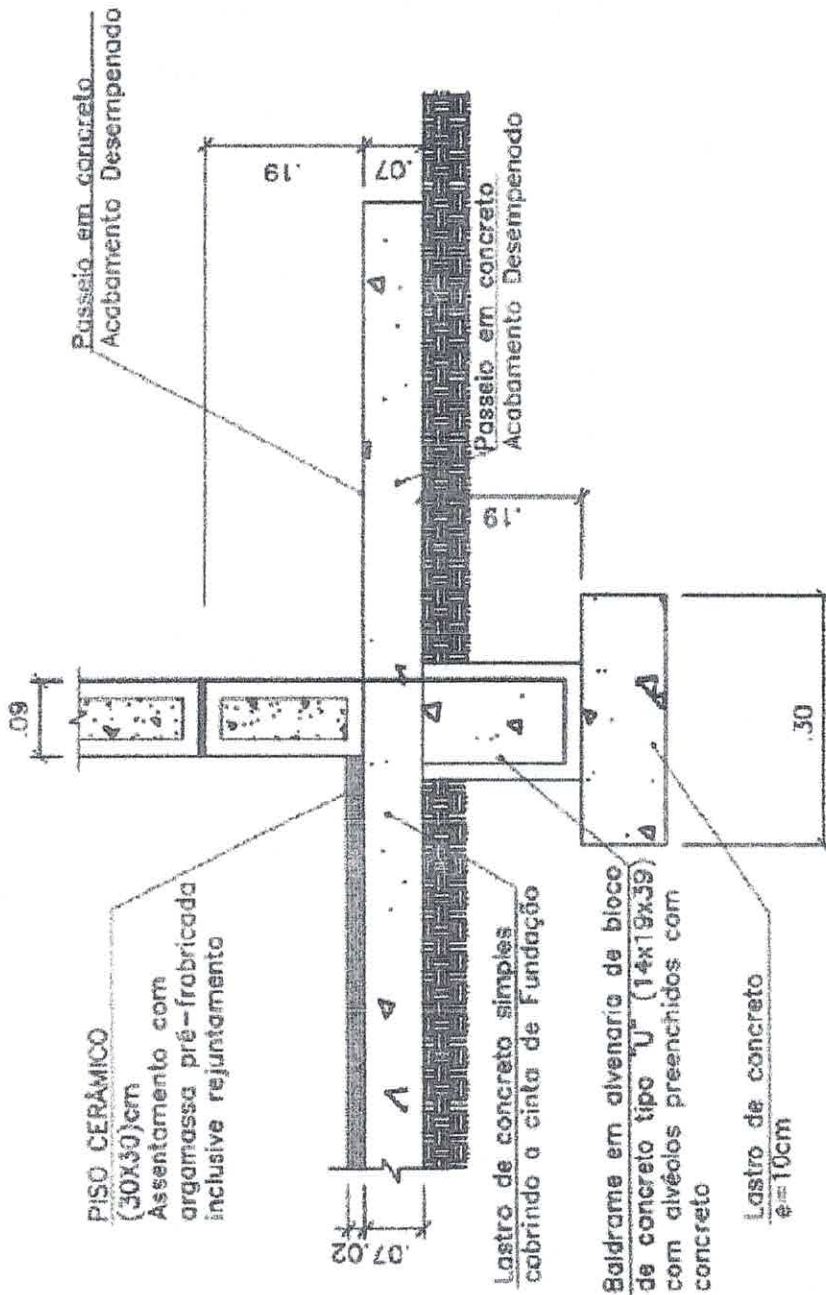 PISO CERÂMICO
(30X30)cm
Assentamento com
argamassa pré-frabricada
inclusive rejuntamento
.09
Passeio em concreto
Acabamento Desempenado
.19
.07
.02
.07
Lastro de concreto simples
cobrindo a cinta de Fundação
Passeio em concreto
Acabamento Desempenado
.19
Baldrame em alvenaria de bloco
de concreto tipo "U" (14x19x39)
com alvéolos preenchidos com
concreto
Lastro de concreto
e=10cm
.30